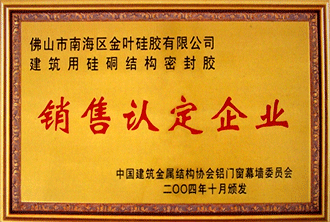 佛山市南海区金叶硅胶有限公司
建筑用硅硐结构密封胶
销售认定企业
中国建筑金属结构协会铝门窗幕墙委员会
二〇〇四年十月颁发